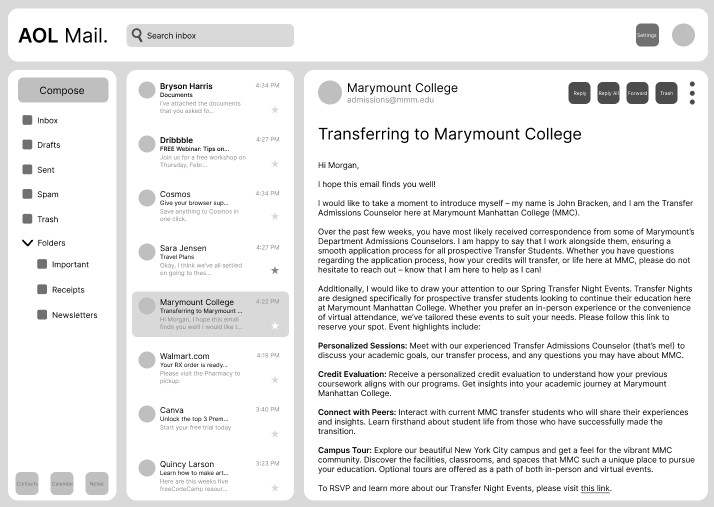 AOL Mail.
Search inbox
Settings
Compose
Inbox
Drafts
Sent
Spam
Trash
Folders
Important
Receipts
Newsletters
Contacts
Calendar
Notes
Bryson Harris 4:34 PM
Documents
I've attached the documents
that you asked fo...
Dribbble 4:27 PM
FREE Webinar: Tips on...
Join us for a free workshop on
Thursday, Febr...
Cosmos 4:34 PM
Give your browser sup...
Save anything to Cosmos in
one click.
Sara Jensen 4:27 PM
Travel Plans
Okay, I think we've all settled
on going to thes...
Marymount College 4:22 PM
Transferring to Marymount ...
Hi Morgan, I hope this email
finds you well! I would like t...
Walmart.com 4:19 PM
Your RX order is ready...
Please visit the Pharmacy to
pickup.
Canva 3:40 PM
Unlock the top 3 Prem...
Start your free trial today
Quincy Larson 3:23 PM
Learn how to make art...
Here are this weeks five
freeCodeCamp resour...
Marymount College
admissions@mmm.edu
Reply
Reply All
Forward
Trash
Transferring to Marymount College
Hi Morgan,
I hope this email finds you well!
I would like to take a moment to introduce myself – my name is John Bracken, and I am the Transfer
Admissions Counselor here at Marymount Manhattan College (MMC).
Over the past few weeks, you have most likely received correspondence from some of Marymount's
Department Admissions Counselors. I am happy to say that I work alongside them, ensuring a
smooth application process for all prospective Transfer Students. Whether you have questions
regarding the application process, how your credits will transfer, or life here at MMC, please do not
hesitate to reach out – know that I am here to help as I can!
Additionally, I would like to draw your attention to our Spring Transfer Night Events. Transfer Nights
are designed specifically for prospective transfer students looking to continue their education here
at Marymount Manhattan College. Whether you prefer an in-person experience or the convenience
of virtual attendance, we've tailored these events to suit your needs. Please follow this link to
reserve your spot. Event highlights include:
Personalized Sessions: Meet with our experienced Transfer Admissions Counselor (that's me!) to
discuss your academic goals, our transfer process, and any questions you may have about MMC.
Credit Evaluation: Receive a personalized credit evaluation to understand how your previous
coursework aligns with our programs. Get insights into your academic journey at Marymount
Manhattan College.
Connect with Peers: Interact with current MMC transfer students who will share their experiences
and insights. Learn firsthand about student life from those who have successfully made the
transition.
Campus Tour: Explore our beautiful New York City campus and get a feel for the vibrant MMC
community. Discover the facilities, classrooms, and spaces that MMC such a unique place to pursue
your education. Optional tours are offered as a path of both in-person and virtual events.
To RSVP and learn more about our Transfer Night Events, please visit this link.